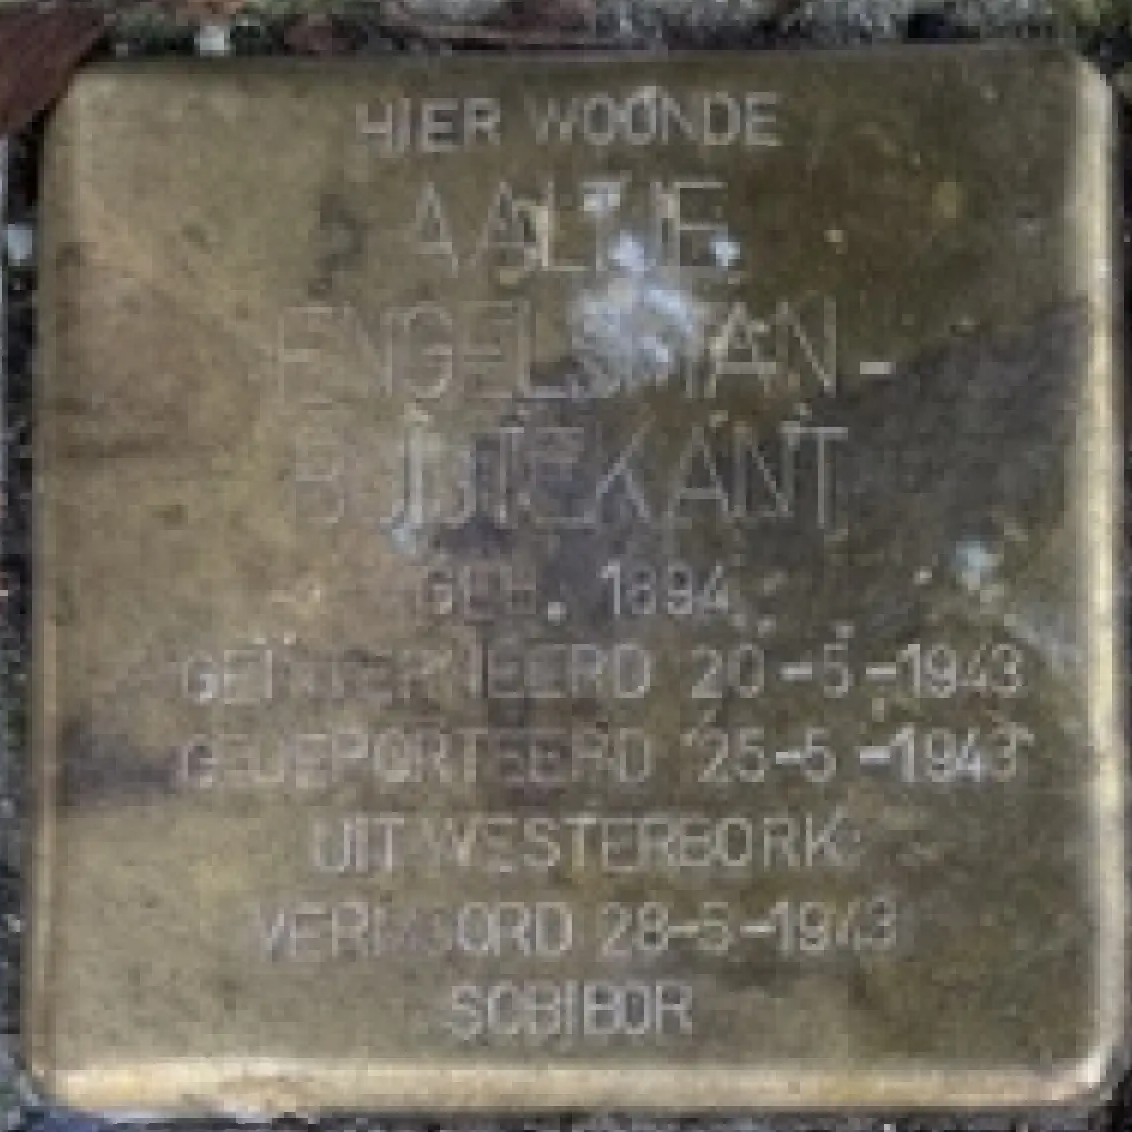 HIER WOONDE
AALTJE
ENGELSMAN-
BUITEKANT
GEB. 1894
GEÏNTERNEERD 20-5-1943
GEDEPORTEERD 25-5-1943
UIT WESTERBORK
VERMOORD 28-5-1943
SOBIBOR